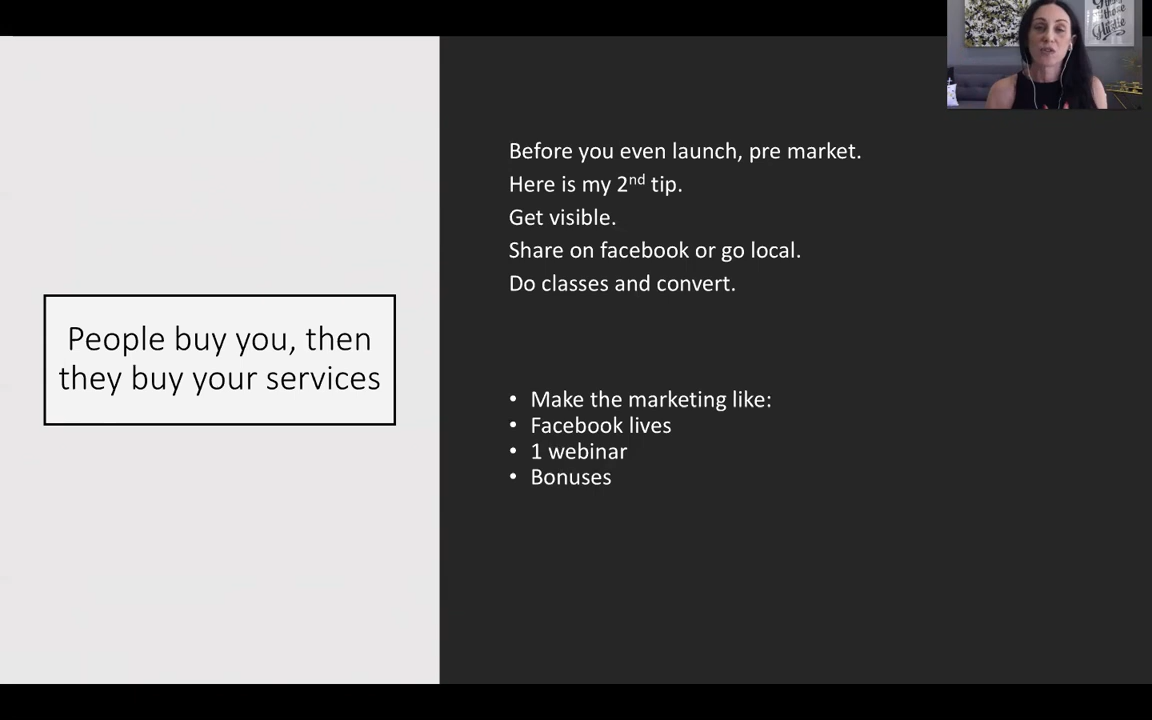 People buy you, then
they buy your services
Before you even launch, pre market.
Here is my 2nd tip.
Get visible.
Share on facebook or go local.
Do classes and convert.
• Make the marketing like:
• Facebook lives
• 1 webinar
• Bonuses